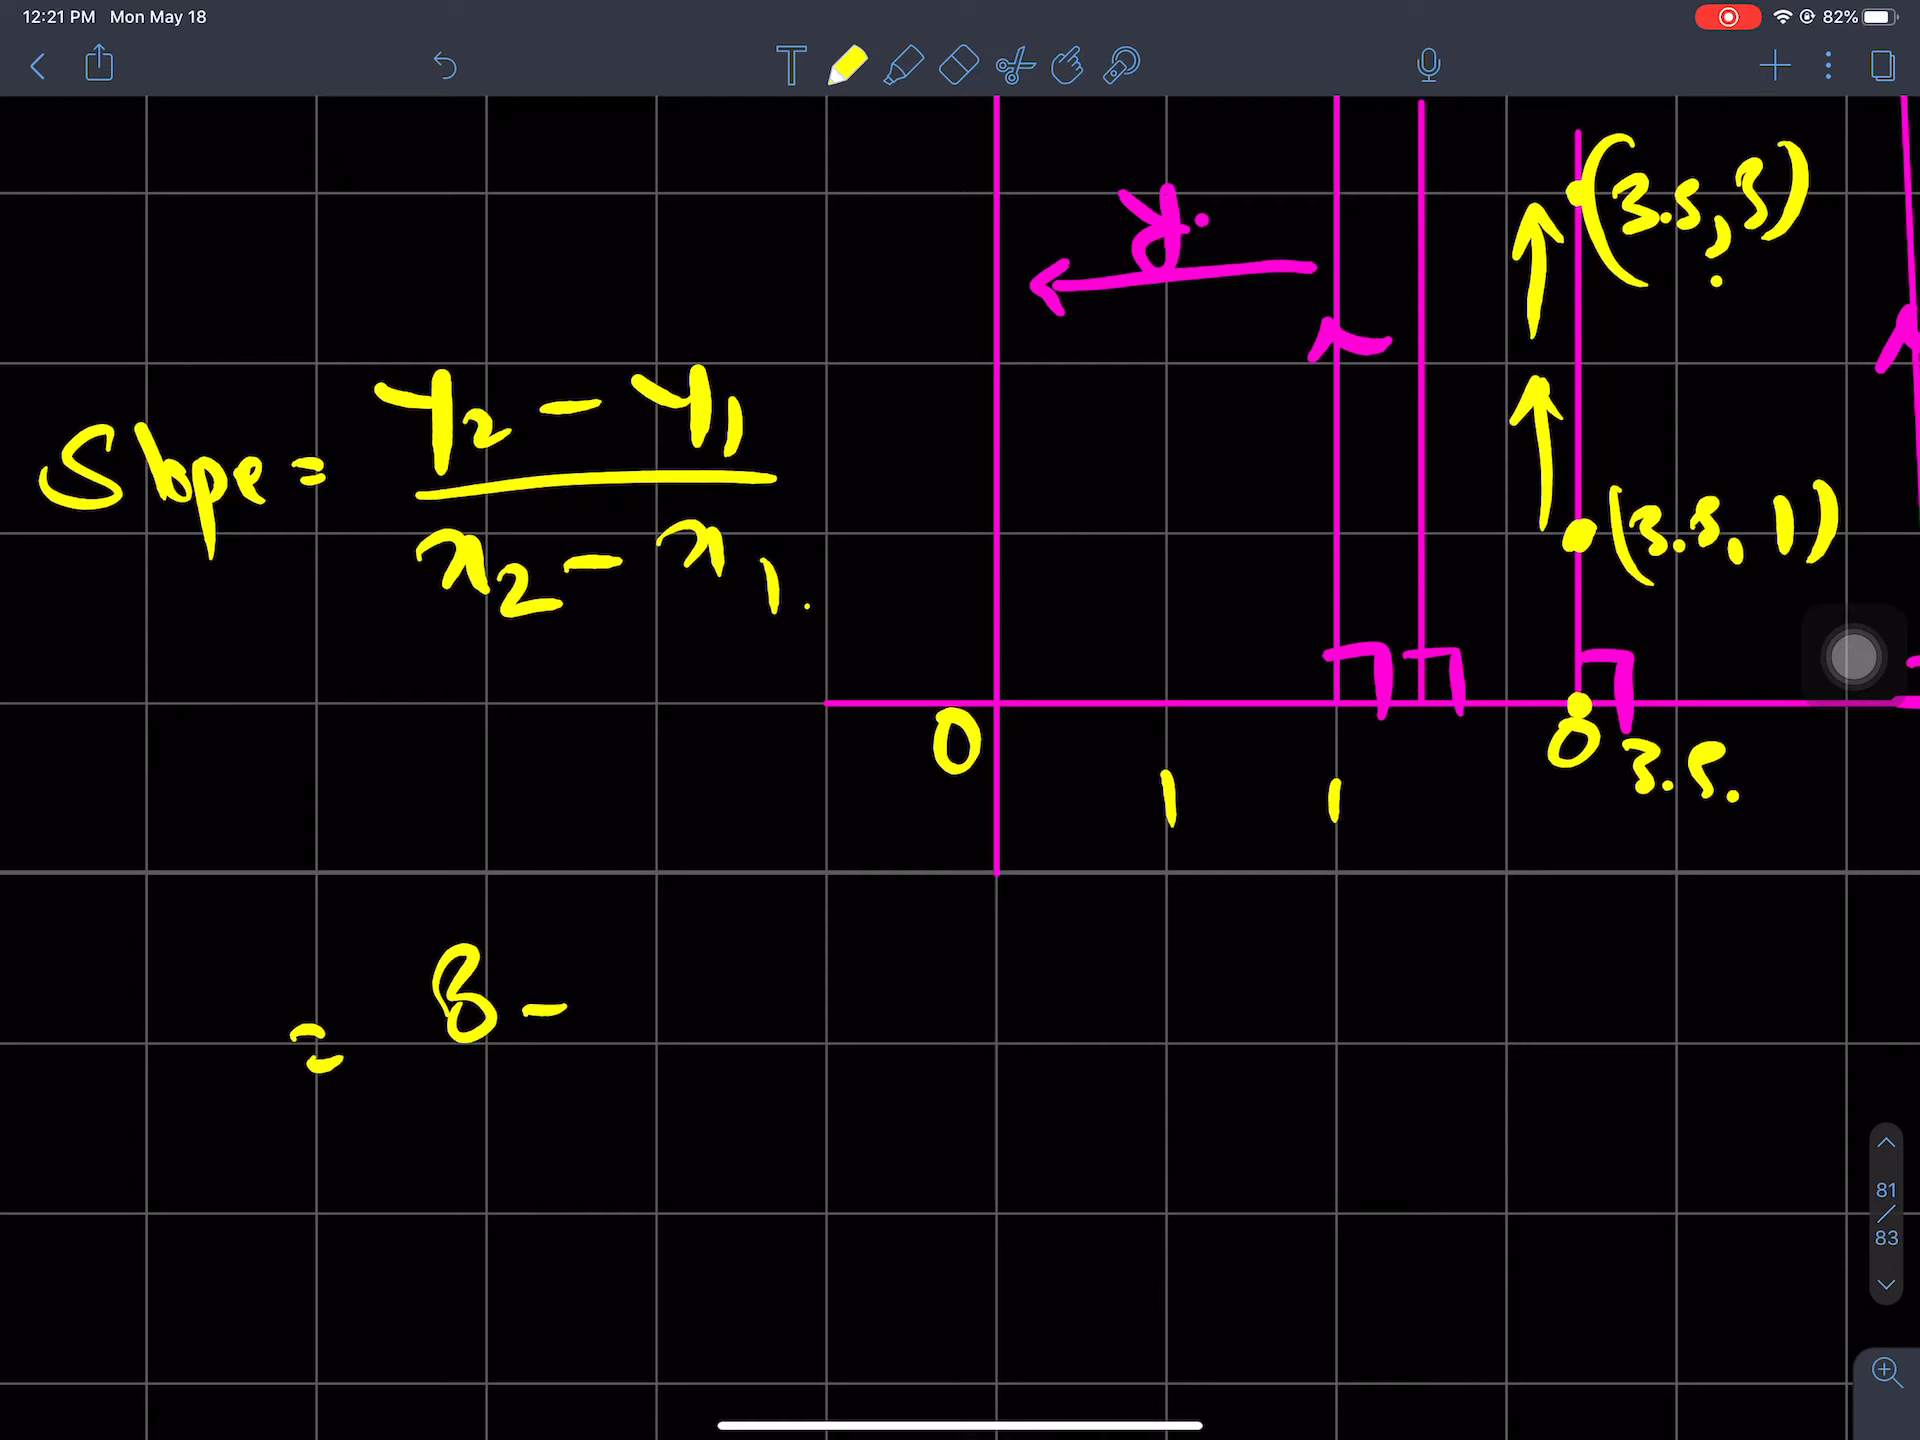 12:21 PM Mon May 18
82%
(3.5, 3)
Slope = y2 - y1
x2 - x1.
(3.5, 1)
0
0 3.5.
1 1
= 8 -
81
/
83